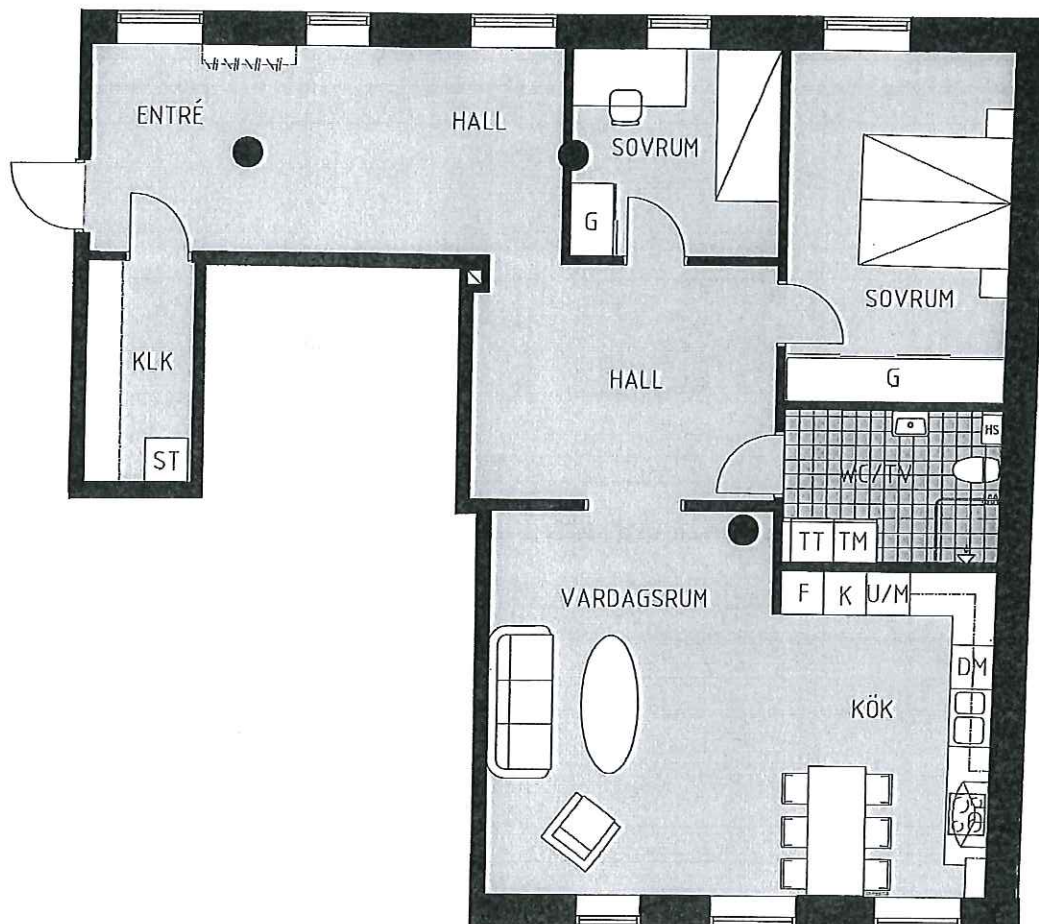 ENTRÉ
HALL
SOVRUM
G
SOVRUM
KLK
HALL
G
ST
HS
WC/TV
TT TM
VARDAGSRUM
F K U/M
DM
KÖK